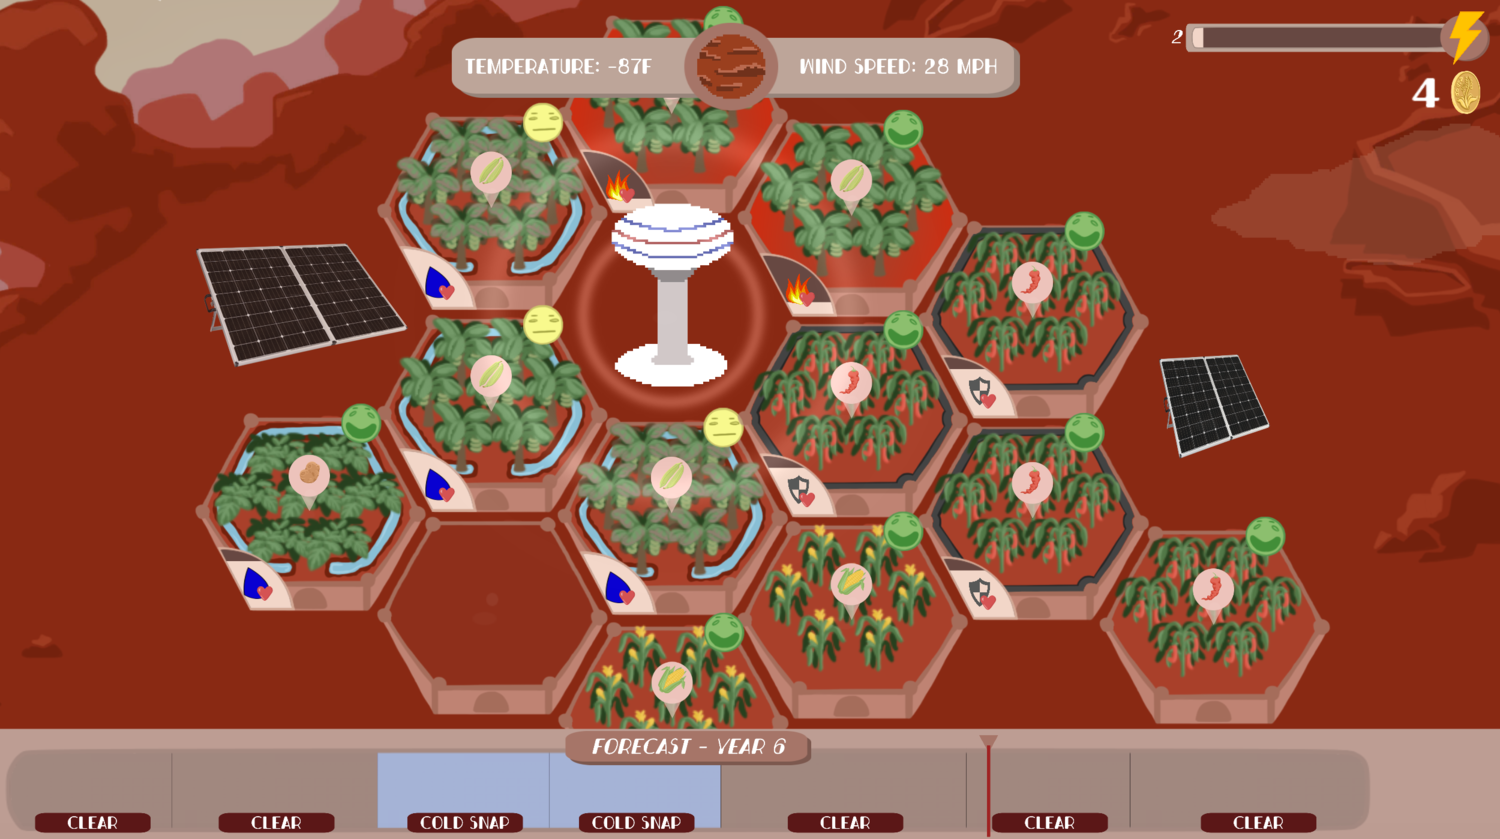 TEMPERATURE: -87F
WIND SPEED: 28 MPH
2
4
FORECAST - YEAR 6
CLEAR
CLEAR
COLD SNAP
COLD SNAP
CLEAR
CLEAR
CLEAR